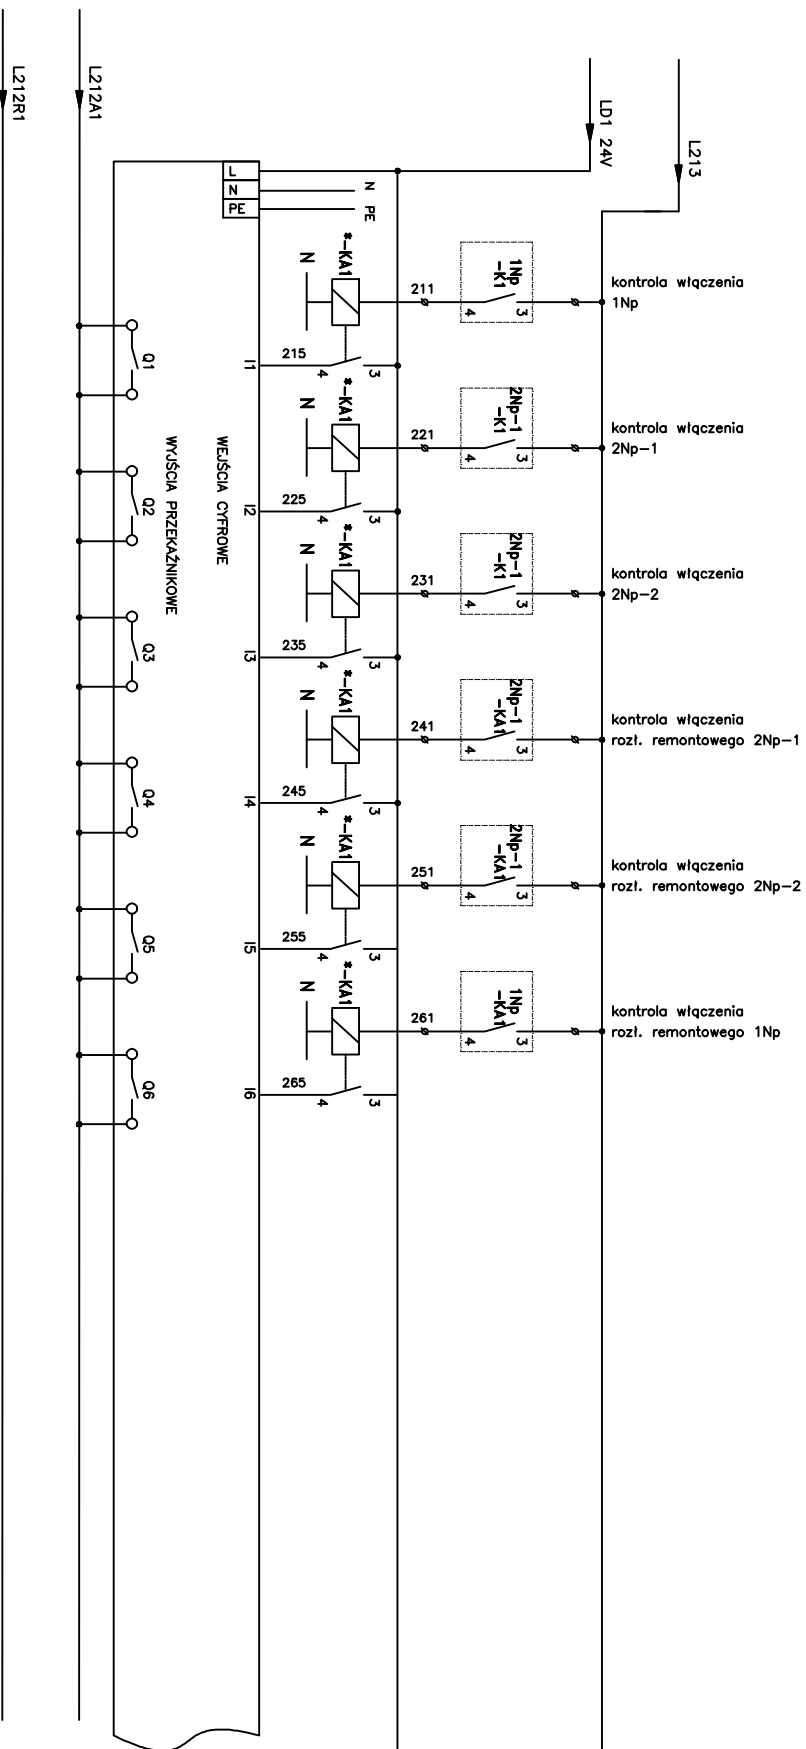 L212R1
L212A1
LD1 24V
L213
L
N
PE
N
PE
*-KA1
N
211
1Np
-K1
4
3
kontrola włączenia
1Np
I1
215
4
3
Q1
*-KA1
N
221
2Np-1
-K1
4
3
kontrola włączenia
2Np-1
I2
225
4
3
Q2
WEJŚCIA CYFROWE
WYJŚCIA PRZEKAŹNIKOWE
*-KA1
N
231
2Np-1
-K1
4
3
kontrola włączenia
2Np-2
I3
235
4
3
Q3
*-KA1
N
241
2Np-1
-KA1
4
3
kontrola włączenia
rozł. remontowego 2Np-1
I4
245
4
3
Q4
*-KA1
N
251
2Np-1
-KA1
4
3
kontrola włączenia
rozł. remontowego 2Np-2
I5
255
4
3
Q5
*-KA1
N
261
1Np
-KA1
4
3
kontrola włączenia
rozł. remontowego 1Np
I6
265
4
3
Q6